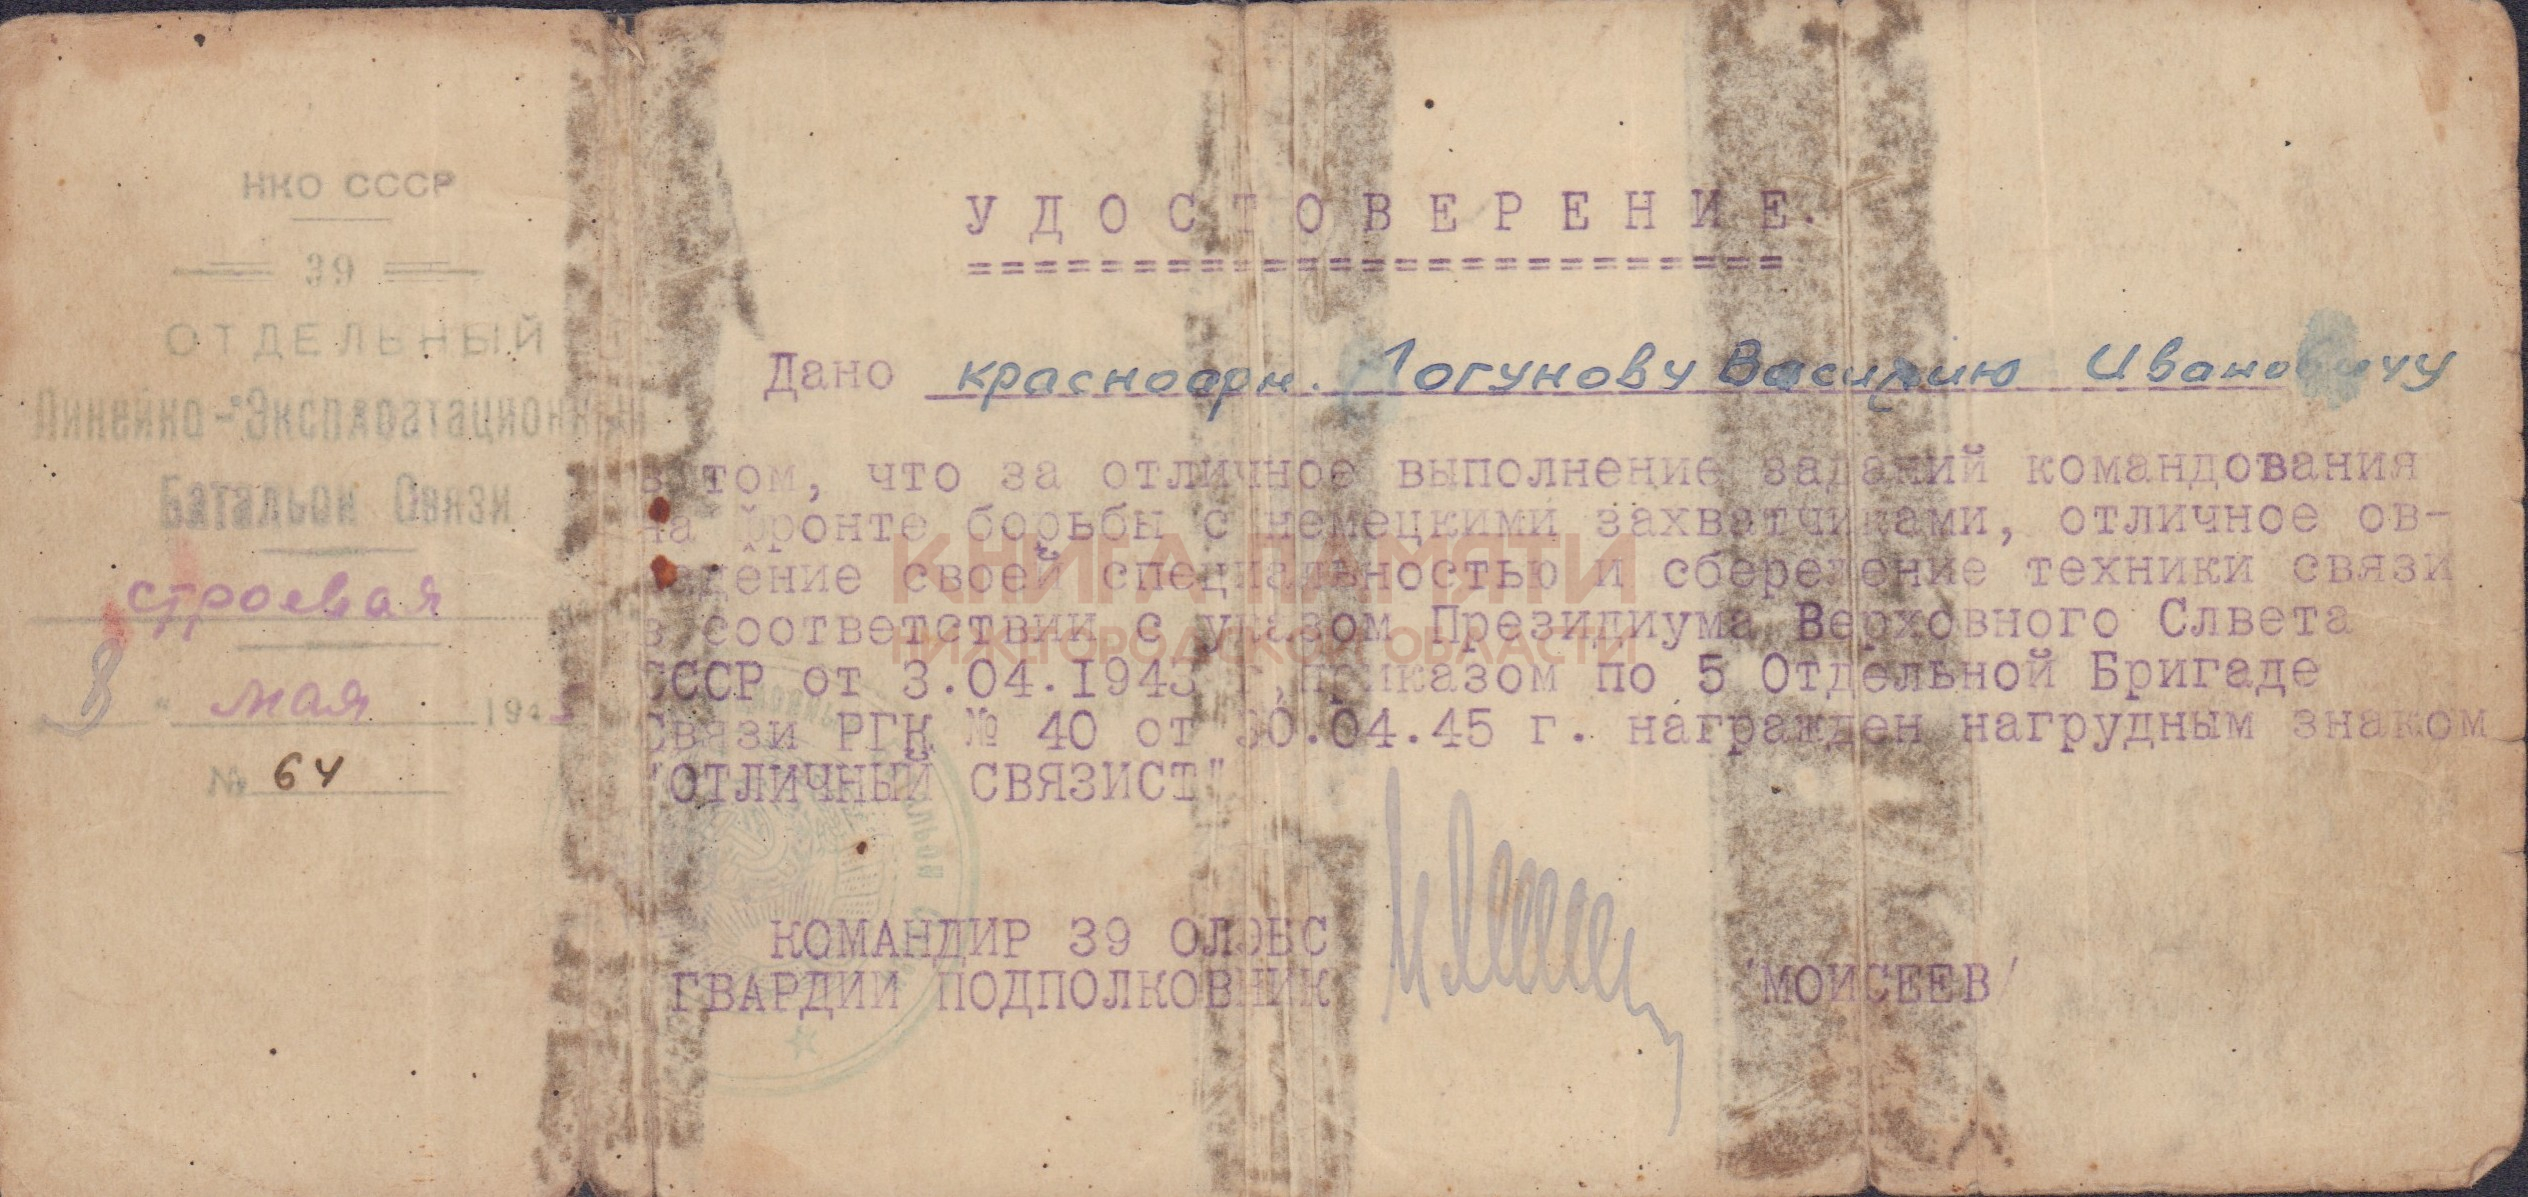 НКО СССР
39
ОТДЕЛЬНЫЙ
Линейно-Эксплоатационный
Батальон Связи
строевая
8 " мая 194
№ 64
УДОСТОВЕРЕНИЕ.
=========================
Дано красноарм. Логунову Василию Ивановичу
в том, что за отличное выполнение заданий командования
на фронте борьбы с немецкими захватчиками, отличное ов-
ладение своей специальностью и сбережение техники связи
в соответствии с указом Президиума Верховного Слвета
СССР от 3.04.1943 г, приказом по 5 Отдельной Бригаде
Связи РГК № 40 от 30.04.45 г. награжден нагрудным знаком
"ОТЛИЧНЫЙ СВЯЗИСТ"
КОМАНДИР 39 ОЛЭБС
ГВАРДИИ ПОДПОЛКОВНИК /МОИСЕЕВ/
КНИГА ПАМЯТИ
НИЖЕГОРОДСКОЙ ОБЛАСТИ